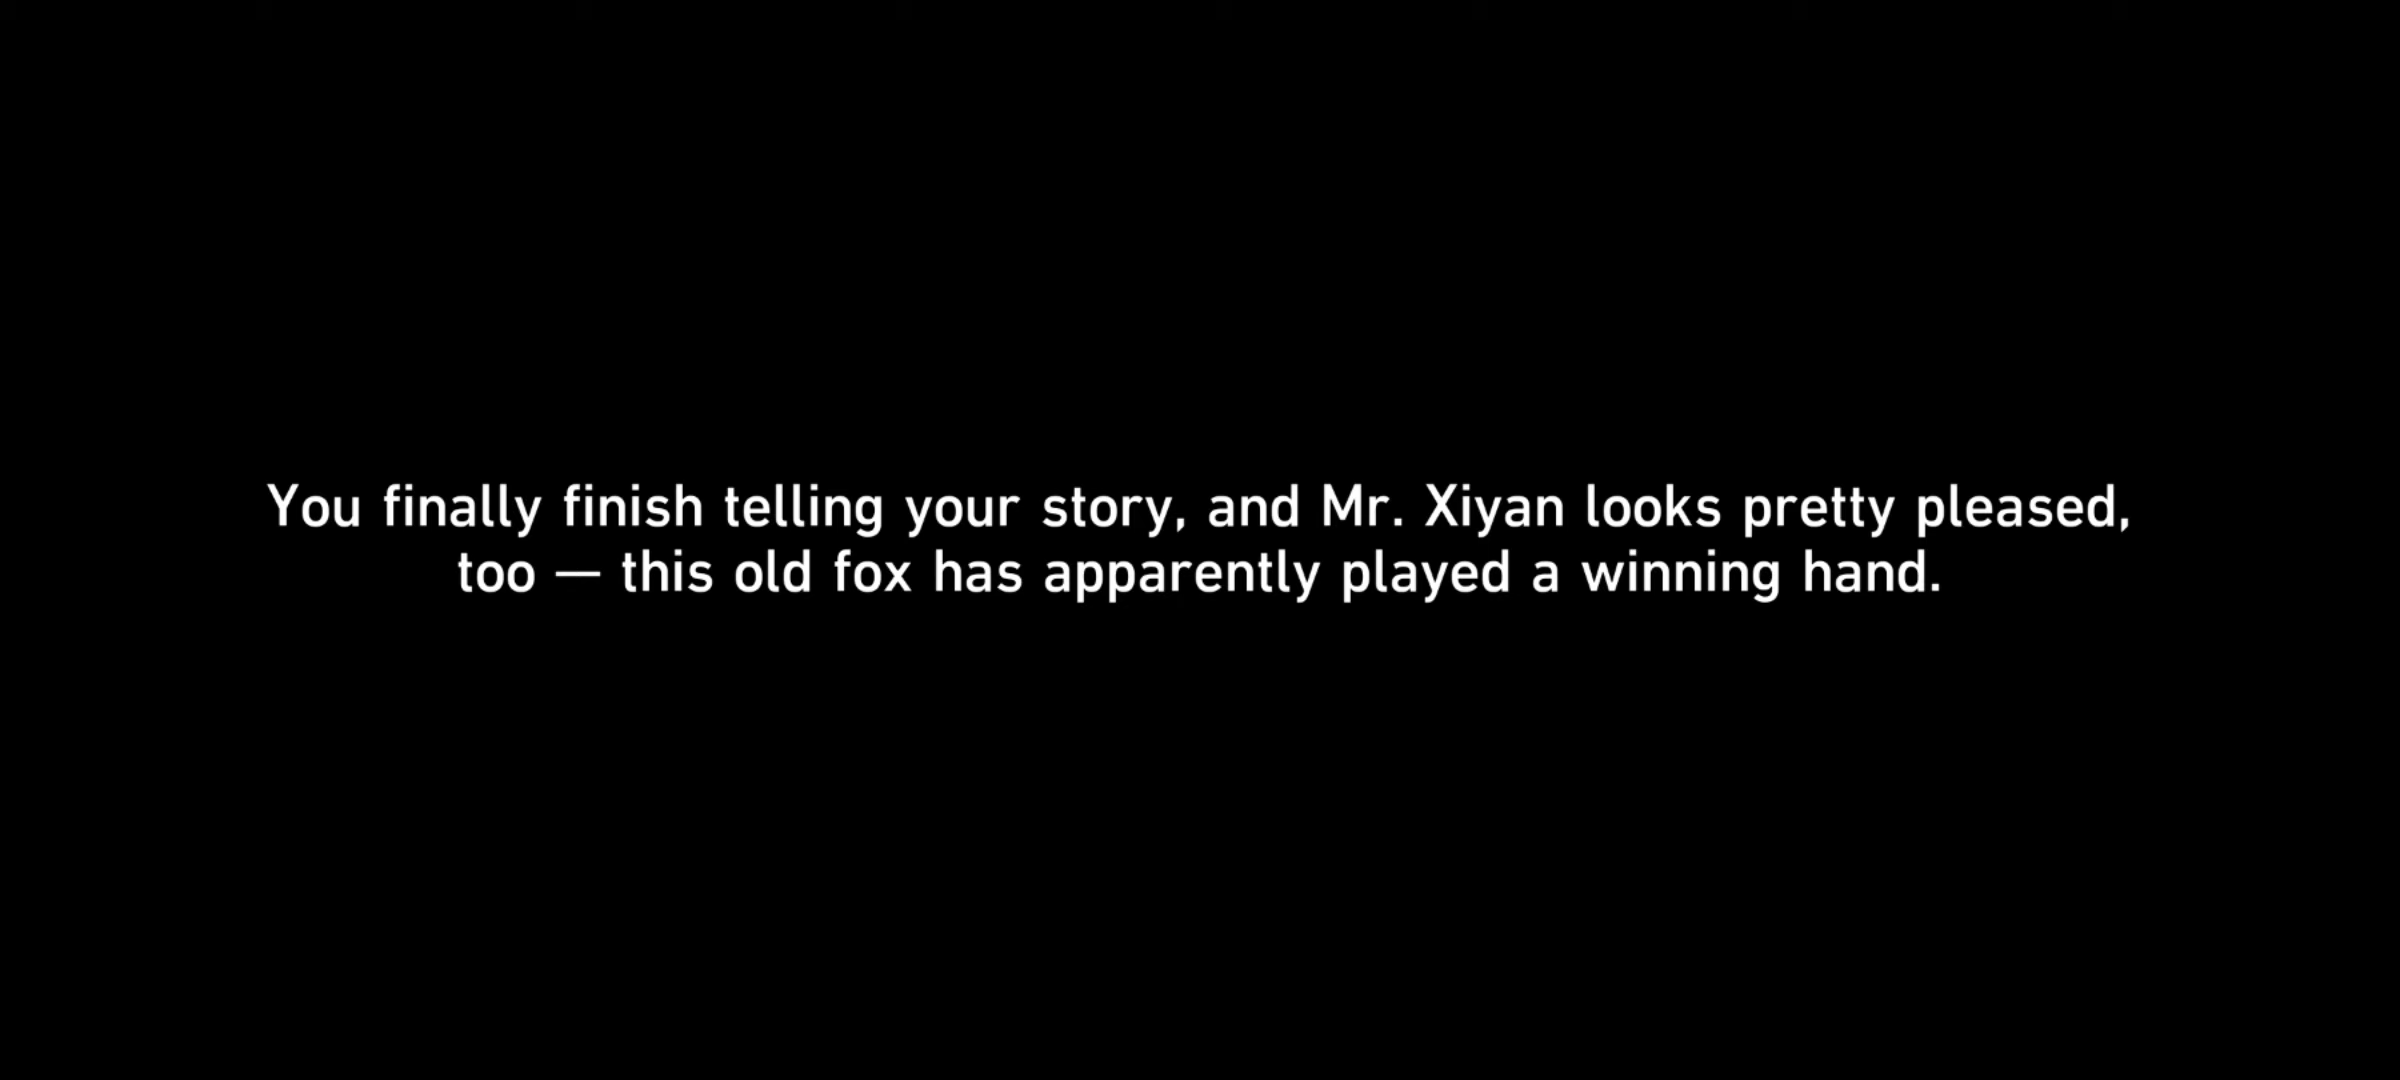 You finally finish telling your story, and Mr. Xiyan looks pretty pleased,
too — this old fox has apparently played a winning hand.